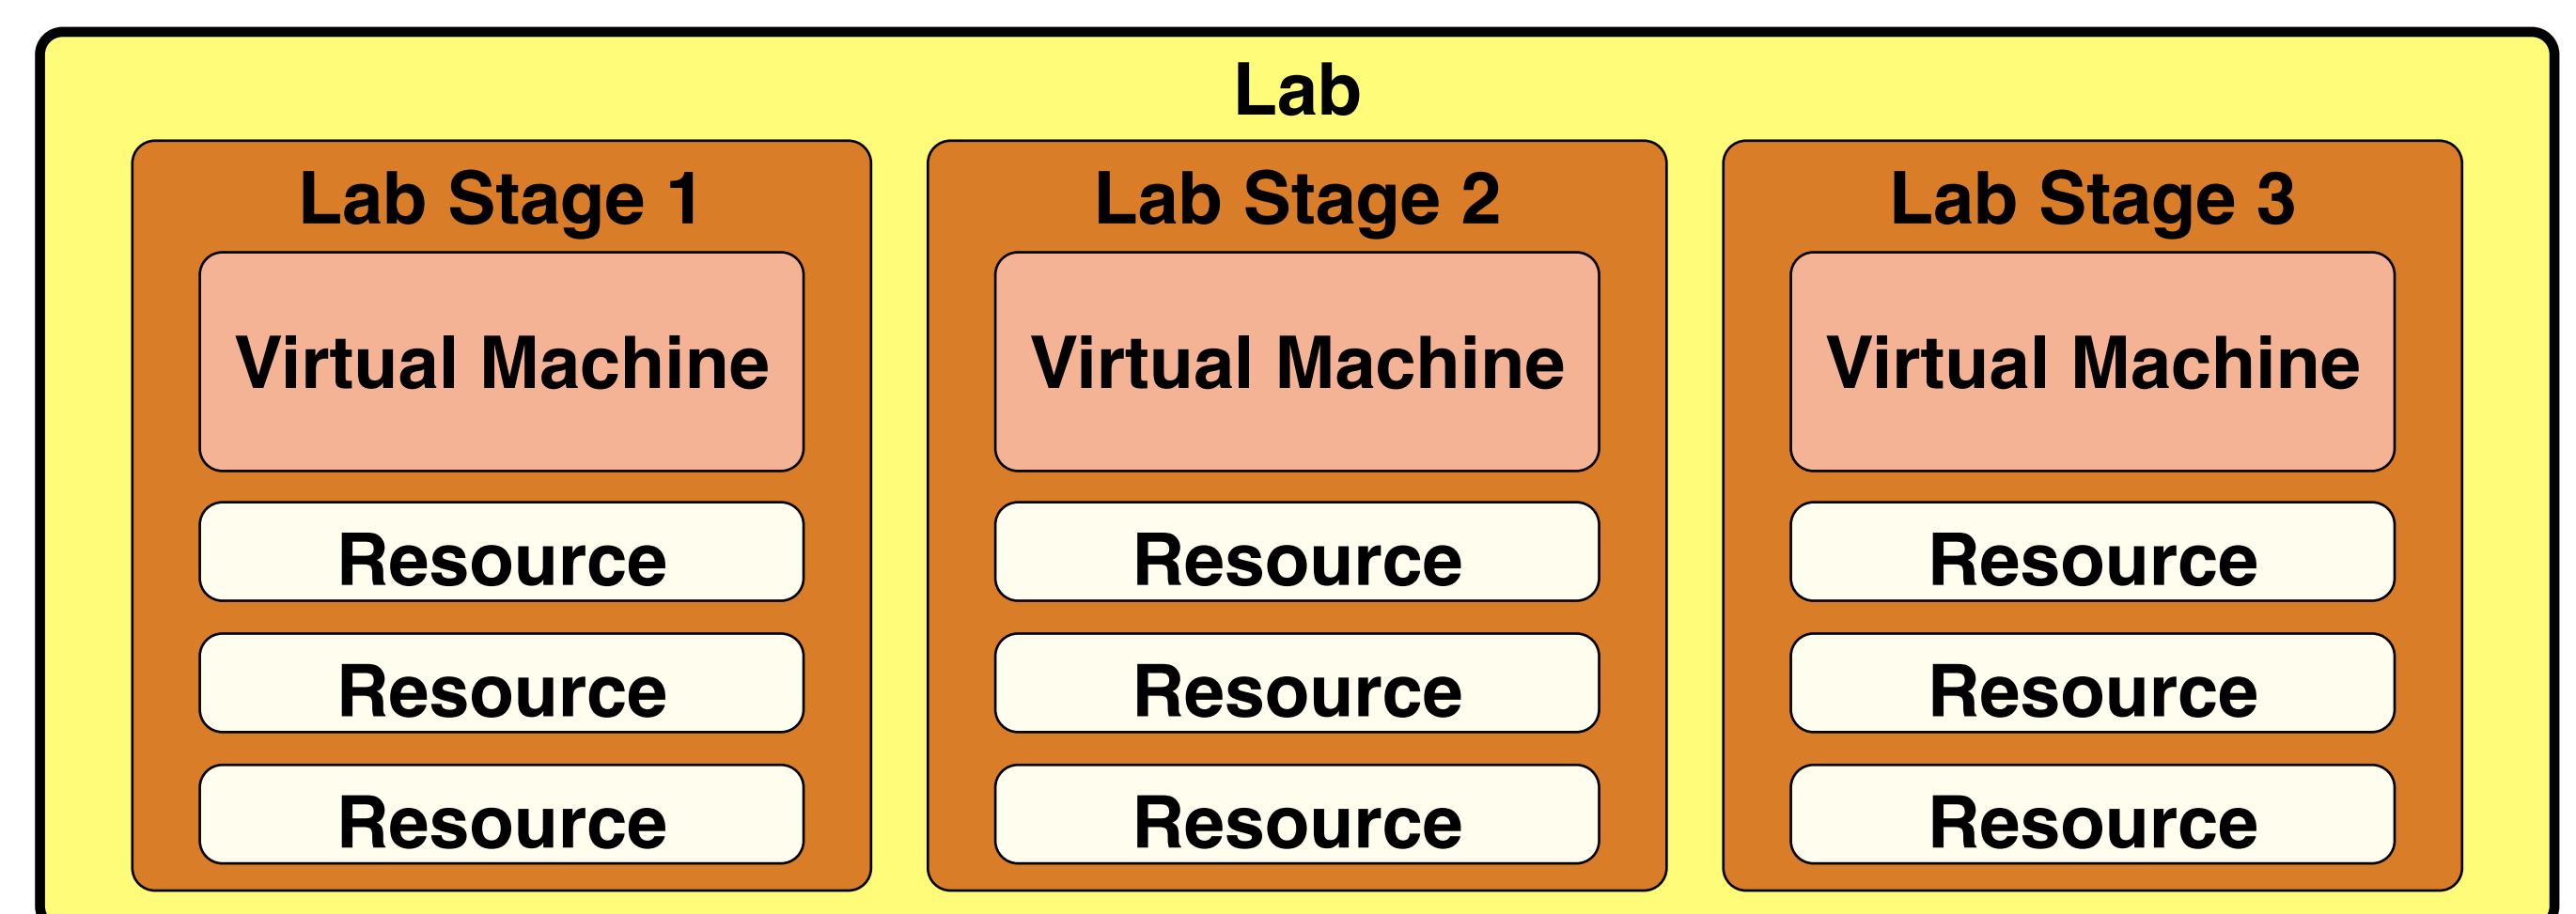 Lab
Lab Stage 1
Virtual Machine
Resource
Resource
Resource
Lab Stage 2
Virtual Machine
Resource
Resource
Resource
Lab Stage 3
Virtual Machine
Resource
Resource
Resource